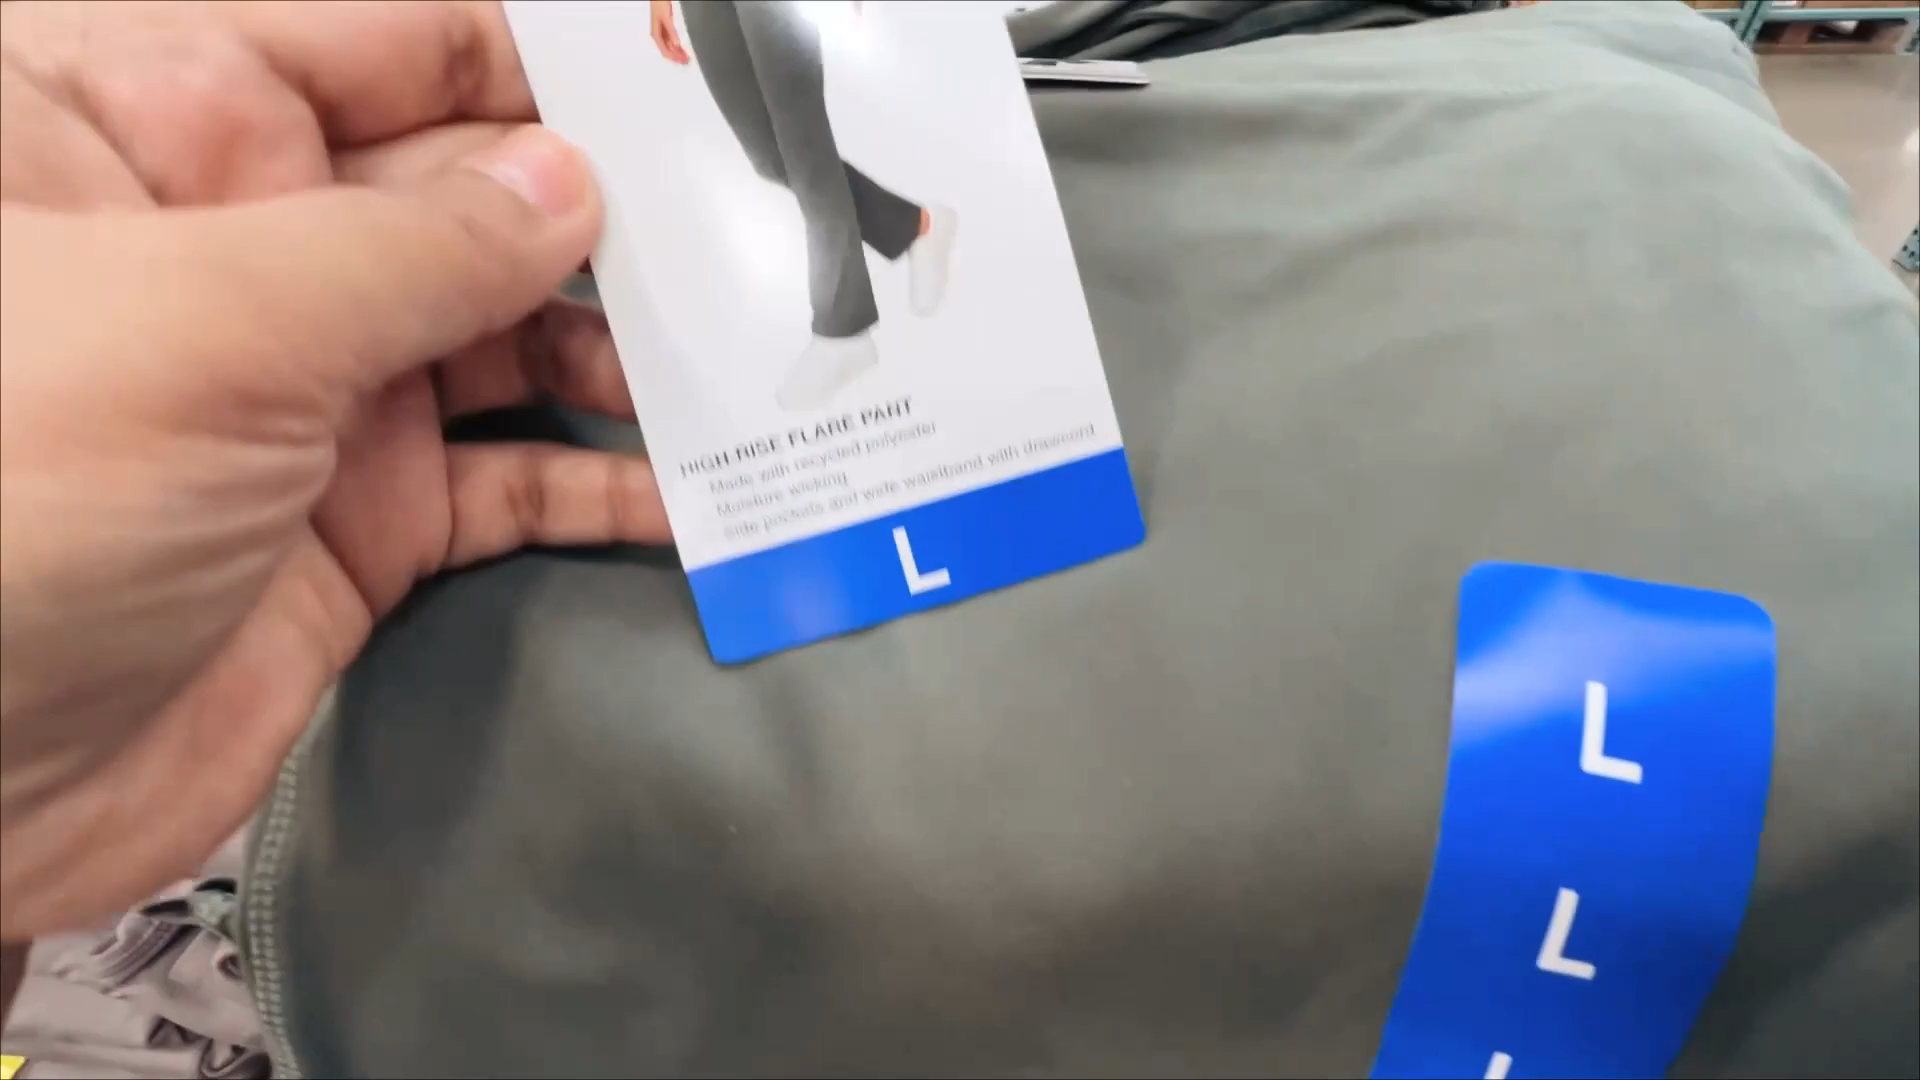 HIGH RISE FLARE PANT
Made with recycled polyester
Moisture wicking
Side pockets and wide waistband with drawcord
L
L
L
L